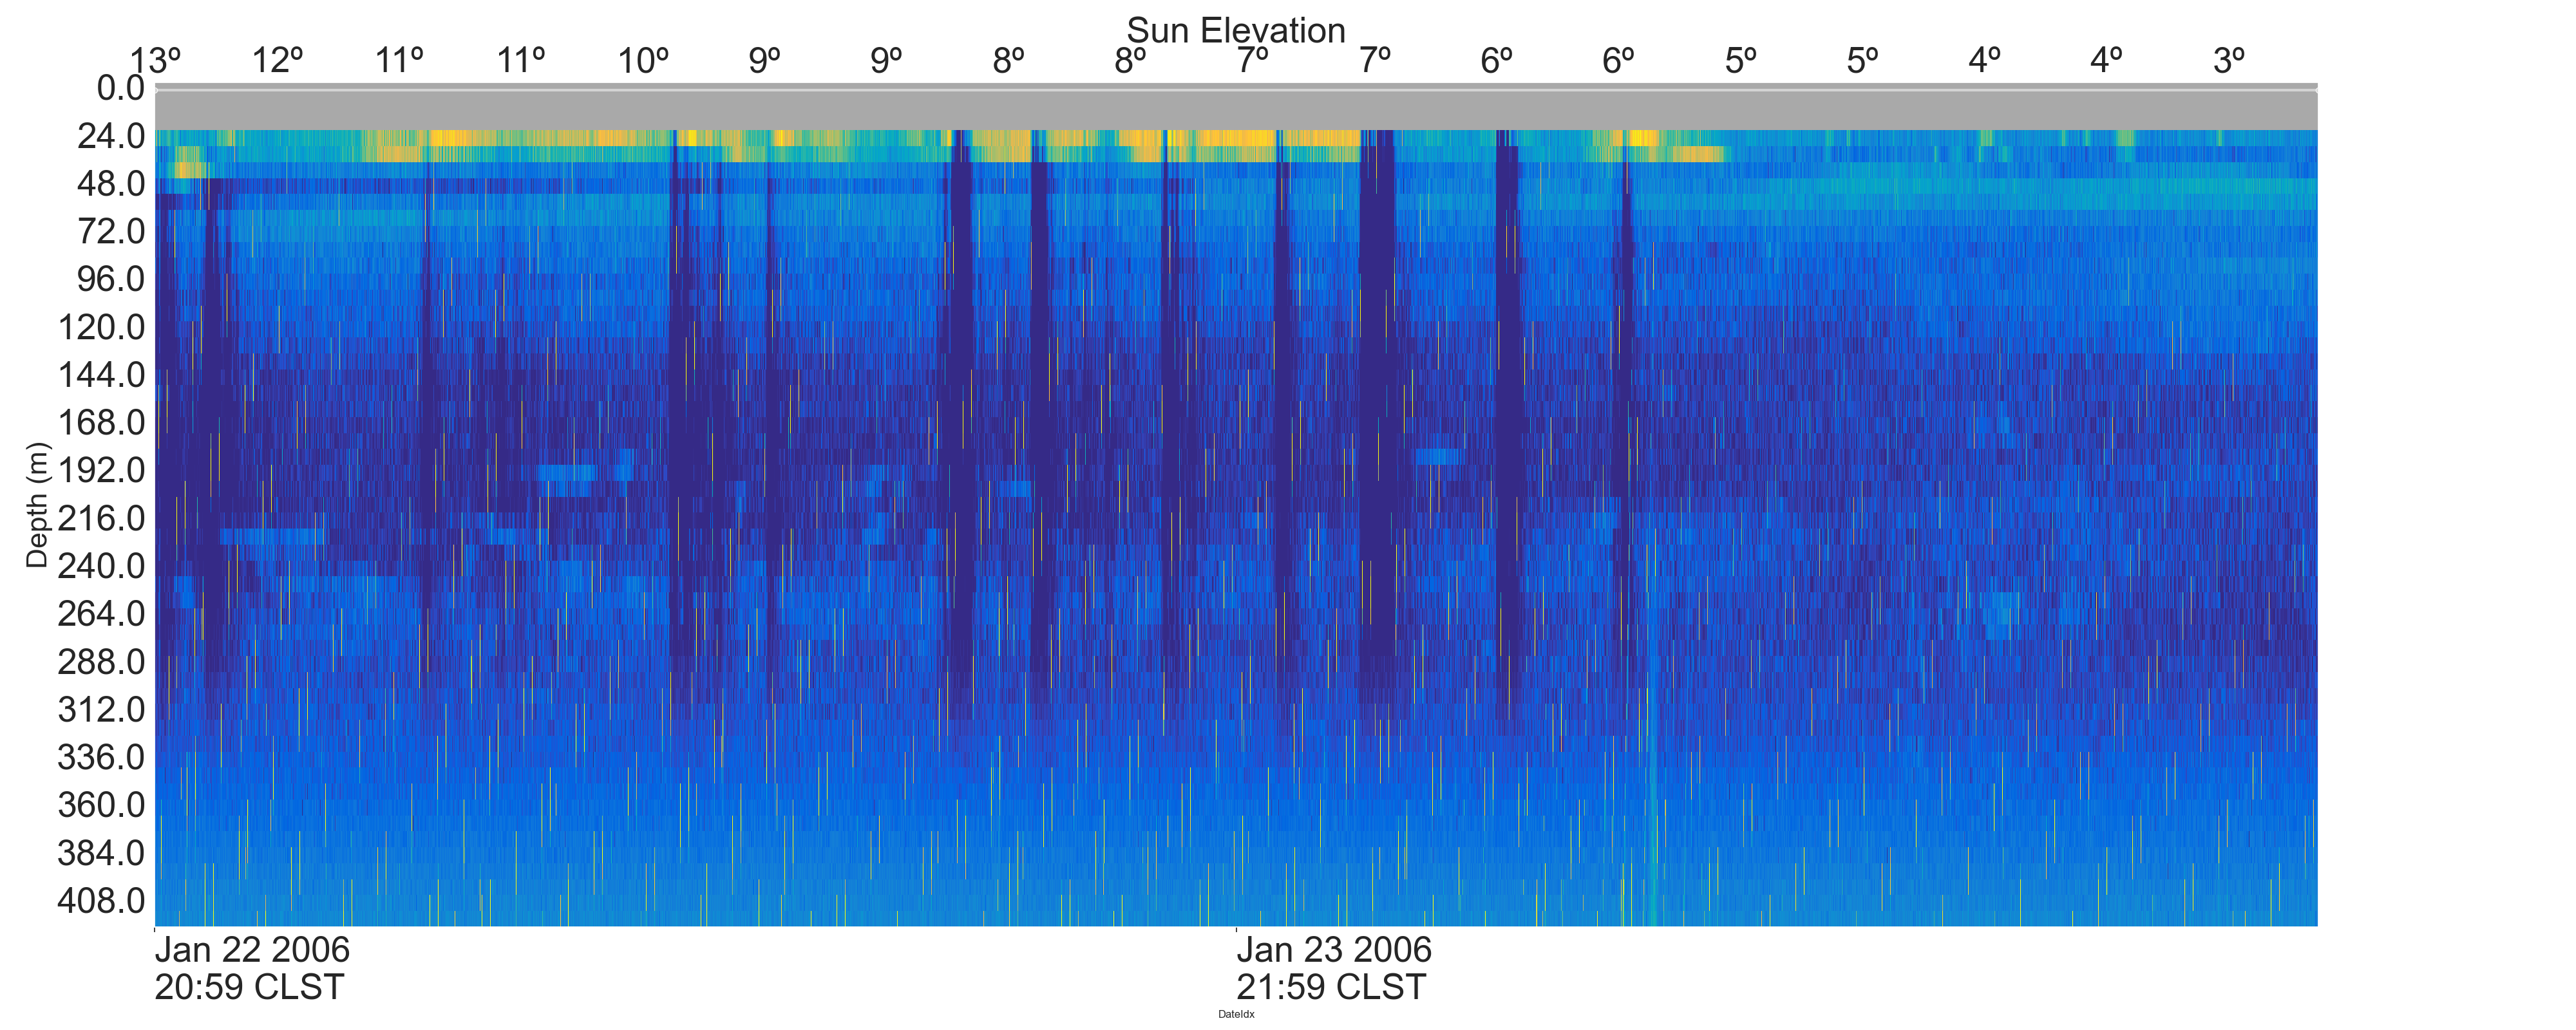 Sun Elevation
13º 12º 11º 11º 10º 9º 9º 8º 8º 7º 7º 6º 6º 5º 5º 4º 4º 3º
0.0
24.0
48.0
72.0
96.0
120.0
144.0
168.0
192.0
216.0
240.0
264.0
288.0
312.0
336.0
360.0
384.0
408.0
Depth (m)
Jan 22 2006
20:59 CLST
Jan 23 2006
21:59 CLST
DateIdx